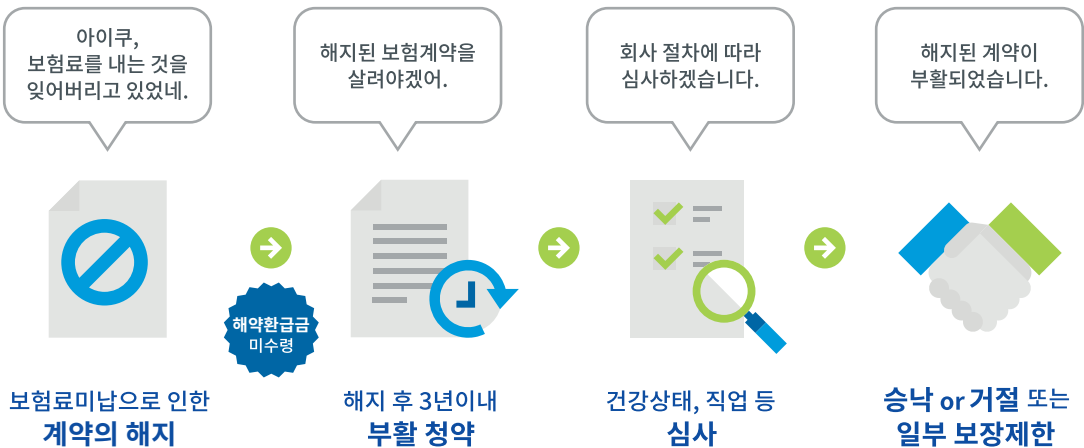 아이쿠,
보험료를 내는 것을
잊어버리고 있었네.
해지된 보험계약을
살려야겠어.
회사 절차에 따라
심사하겠습니다.
해지된 계약이
부활되었습니다.
해약환급금
미수령
보험료미납으로 인한
계약의 해지
해지 후 3년이내
부활 청약
건강상태, 직업 등
심사
승낙 or 거절 또는
일부 보장제한